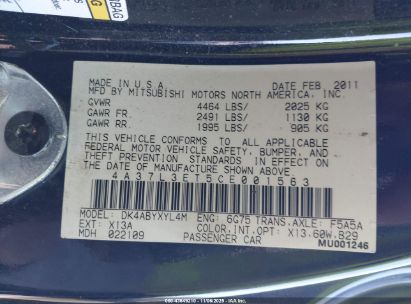 MADE IN U.S.A. DATE FEB 2011
MFD BY MITSUBISHI MOTORS NORTH AMERICA, INC.
GVWR 4464 LBS/ 2025 KG
GAWR FR. 2491 LBS/ 1130 KG
GAWR RR. 1995 LBS/ 905 KG
THIS VEHICLE CONFORMS TO ALL APPLICABLE
FEDERAL MOTOR VEHICLE SAFETY, BUMPER, AND
THEFT PREVENTION STANDARDS IN EFFECT ON THE
DATE OF MANUFACTURE SHOWN ABOVE.
4A37L3ET5CE001563
MODEL: DK4ABYXYL4M ENG: 6G75 TRANS.AXLE: F5A5A
EXT: X13A COLOR,INT,OPT: X13.60W.B29
MDH 022109 PASSENGER CAR
MU001246